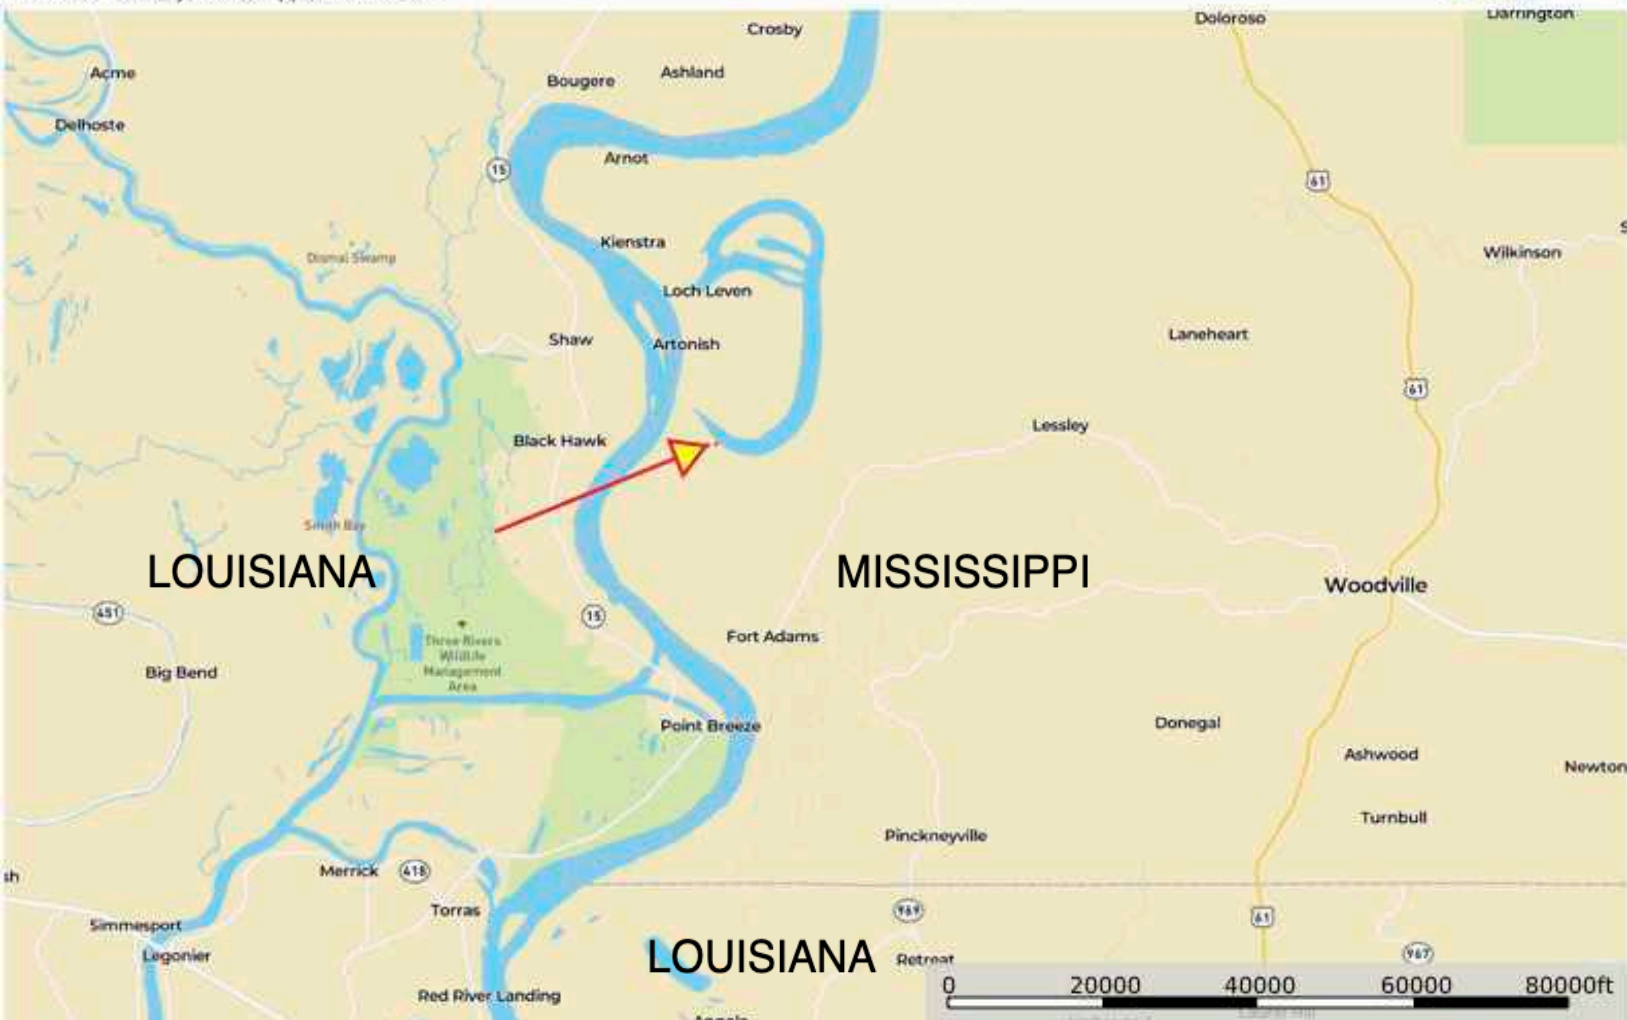 Crosby
Doloroso
Darrington
Acme
Bougere
Ashland
Delhoste
Arnot
15
61
Kienstra
Wilkinson
Dismal Swamp
Loch Leven
Shaw
Artonish
Laneheart
61
Black Hawk
Lessley
Smith Bay
LOUISIANA
MISSISSIPPI
Woodville
451
15
Three Rivers
Wildlife
Management
Area
Fort Adams
Big Bend
Point Breeze
Donegal
Ashwood
Newton
Turnbull
Pinckneyville
Merrick
418
sh
Torras
969
61
Simmesport
Legonier
LOUISIANA
Retreat
967
Red River Landing
0 20000 40000 60000 80000ft